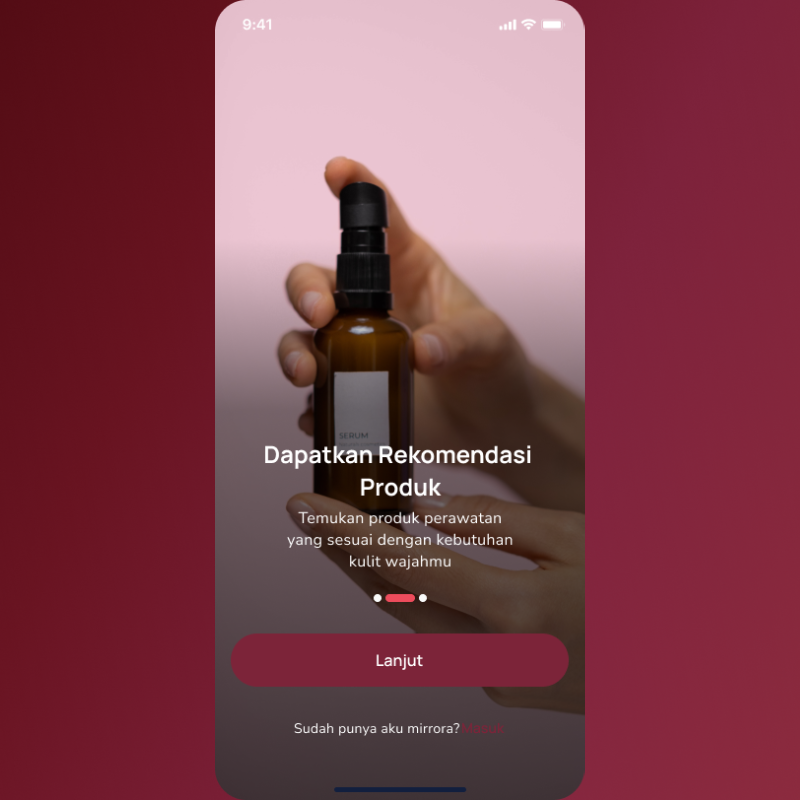 9:41
SERUM
Dapatkan Rekomendasi
Produk
Temukan produk perawatan
yang sesuai dengan kebutuhan
kulit wajahmu
Lanjut
Sudah punya aku mirrora?